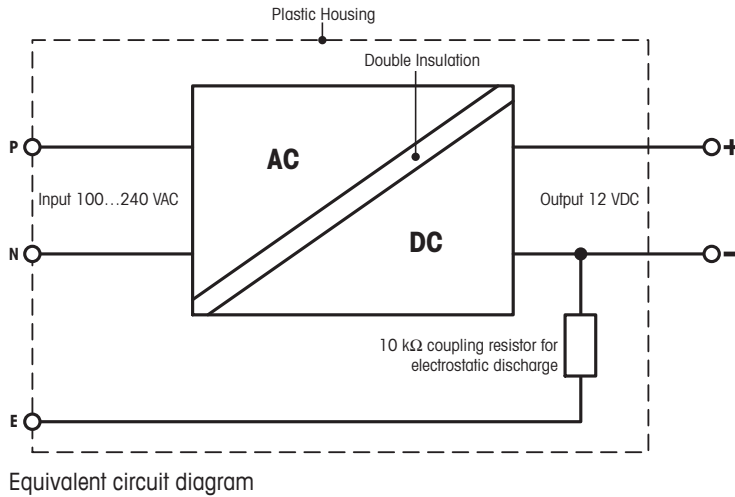 Plastic Housing
Double Insulation
P
AC
+
Input 100...240 VAC
Output 12 VDC
N
DC
–
10 kΩ coupling resistor for
electrostatic discharge
E
Equivalent circuit diagram